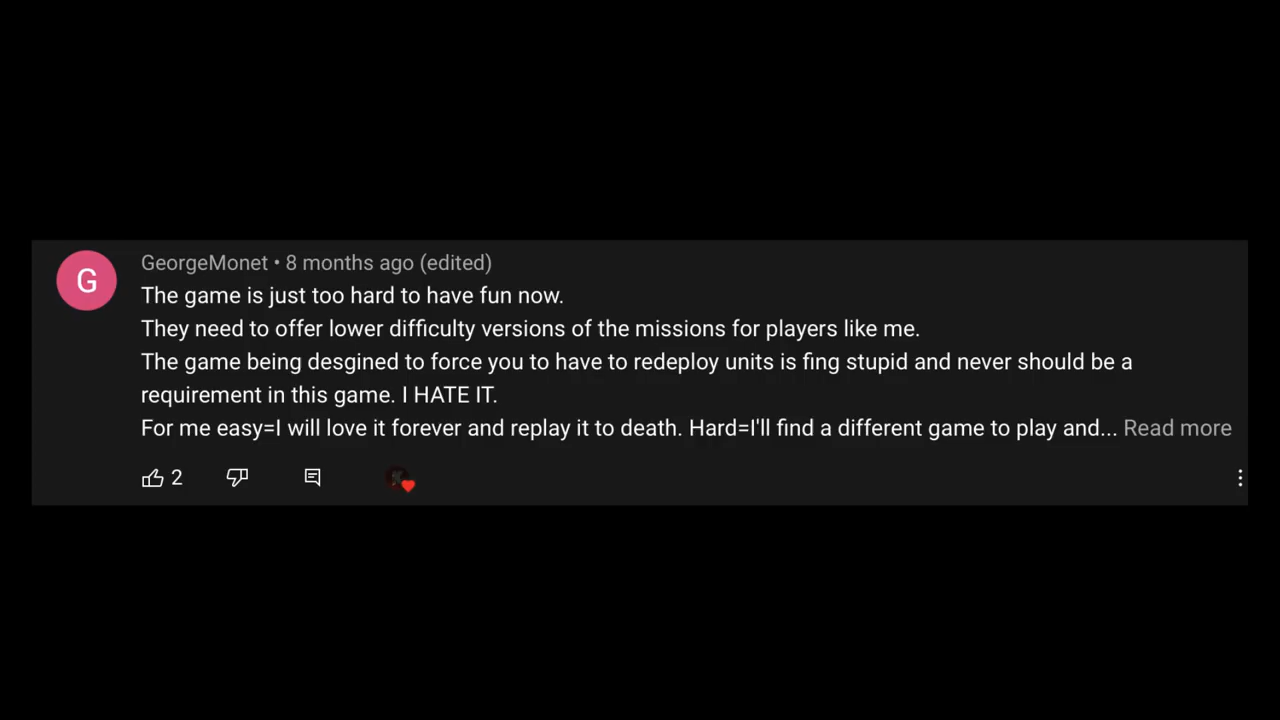 G
GeorgeMonet • 8 months ago (edited)
The game is just too hard to have fun now.
They need to offer lower difficulty versions of the missions for players like me.
The game being desgined to force you to have to redeploy units is fing stupid and never should be a
requirement in this game. I HATE IT.
For me easy=I will love it forever and replay it to death. Hard=I'll find a different game to play and... Read more
2